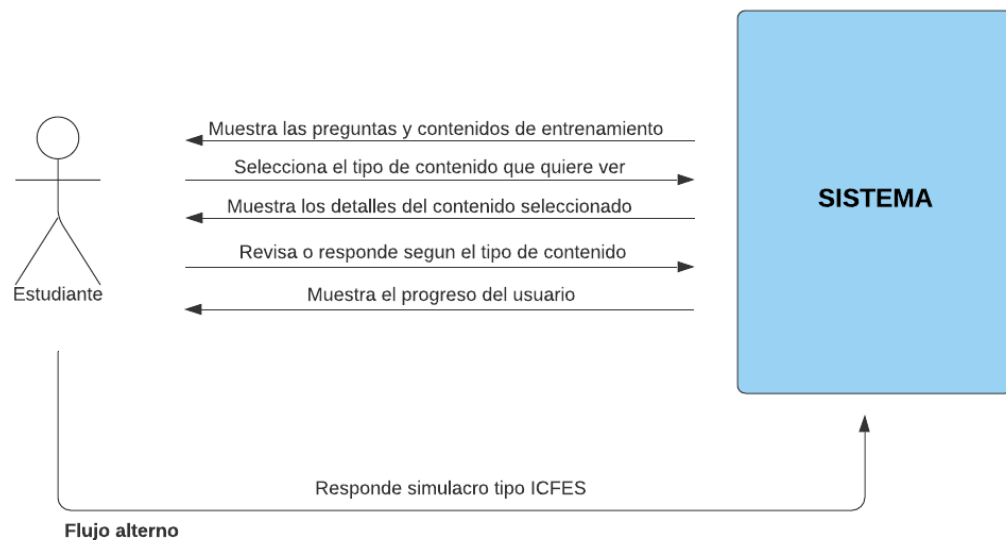 Muestra las preguntas y contenidos de entrenamiento
Selecciona el tipo de contenido que quiere ver
SISTEMA
Muestra los detalles del contenido seleccionado
Revisa o responde segun el tipo de contenido
Estudiante
Muestra el progreso del usuario
Responde simulacro tipo ICFES
Flujo alterno